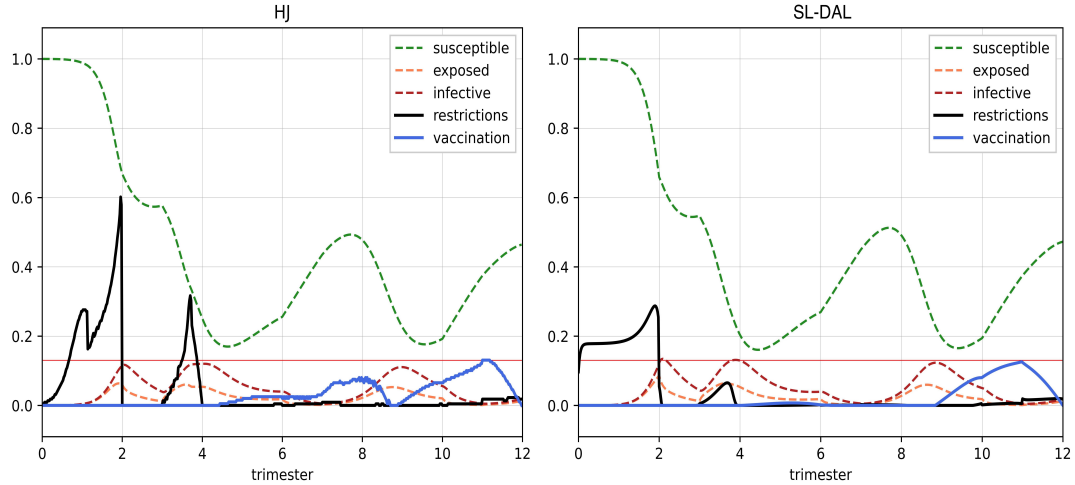 HJ
1.0
0.8
0.6
0.4
0.2
0.0
susceptible
exposed
infective
restrictions
vaccination
0 2 4 6 8 10 12
trimester
SL-DAL
1.0
0.8
0.6
0.4
0.2
0.0
susceptible
exposed
infective
restrictions
vaccination
0 2 4 6 8 10 12
trimester